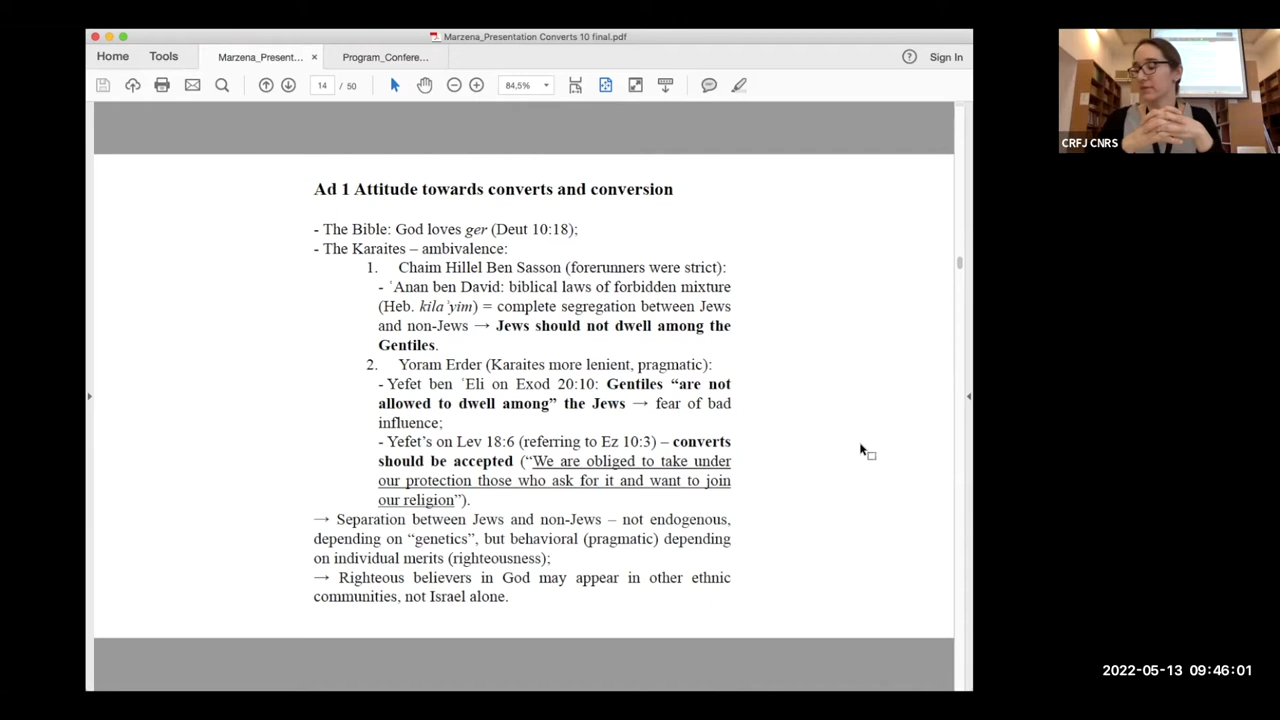 Marzena_Presentation Converts 10 final.pdf
Home
Tools
Marzena_Present...
×
Program_Confere...
?
Sign In
14 / 50
84,5%
Ad 1 Attitude towards converts and conversion
- The Bible: God loves ger (Deut 10:18);
- The Karaites – ambivalence:
1. Chaim Hillel Ben Sasson (forerunners were strict):
- ʿAnan ben David: biblical laws of forbidden mixture
(Heb. kilaʾyim) = complete segregation between Jews
and non-Jews → Jews should not dwell among the
Gentiles.
2. Yoram Erder (Karaites more lenient, pragmatic):
- Yefet ben ʿEli on Exod 20:10: Gentiles “are not
allowed to dwell among” the Jews → fear of bad
influence;
- Yefet’s on Lev 18:6 (referring to Ez 10:3) – converts
should be accepted (“We are obliged to take under
our protection those who ask for it and want to join
our religion”).
→ Separation between Jews and non-Jews – not endogenous,
depending on “genetics”, but behavioral (pragmatic) depending
on individual merits (righteousness);
→ Righteous believers in God may appear in other ethnic
communities, not Israel alone.
CRFJ CNRS
2022-05-13 09:46:01